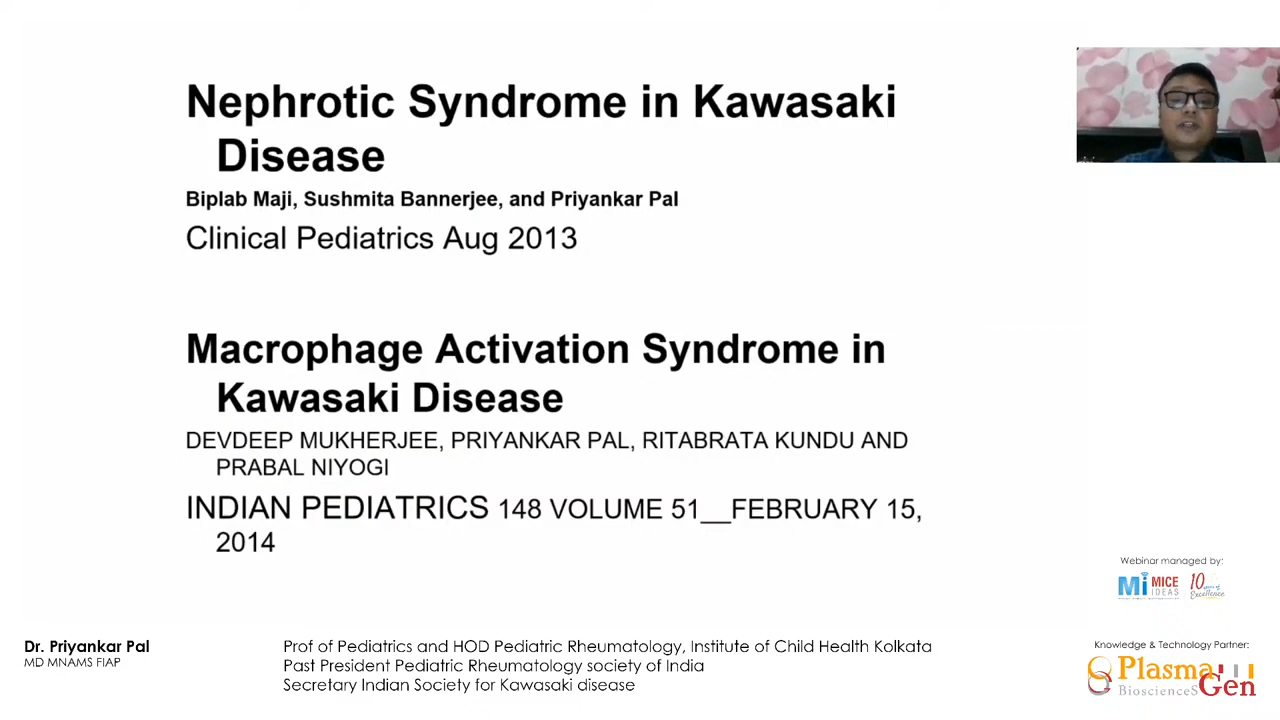 Nephrotic Syndrome in Kawasaki
Disease
Biplab Maji, Sushmita Bannerjee, and Priyankar Pal
Clinical Pediatrics Aug 2013
Macrophage Activation Syndrome in
Kawasaki Disease
DEVDEEP MUKHERJEE, PRIYANKAR PAL, RITABRATA KUNDU AND
PRABAL NIYOGI
INDIAN PEDIATRICS 148 VOLUME 51__FEBRUARY 15,
2014
Webinar managed by:
Mi MICE IDEAS 10 years of Excellence
Dr. Priyankar Pal
MD MNAMS FIAP
Prof of Pediatrics and HOD Pediatric Rheumatology, Institute of Child Health Kolkata
Past President Pediatric Rheumatology society of India
Secretary Indian Society for Kawasaki disease
Knowledge & Technology Partner:
Plasma
BioscienceS Gen